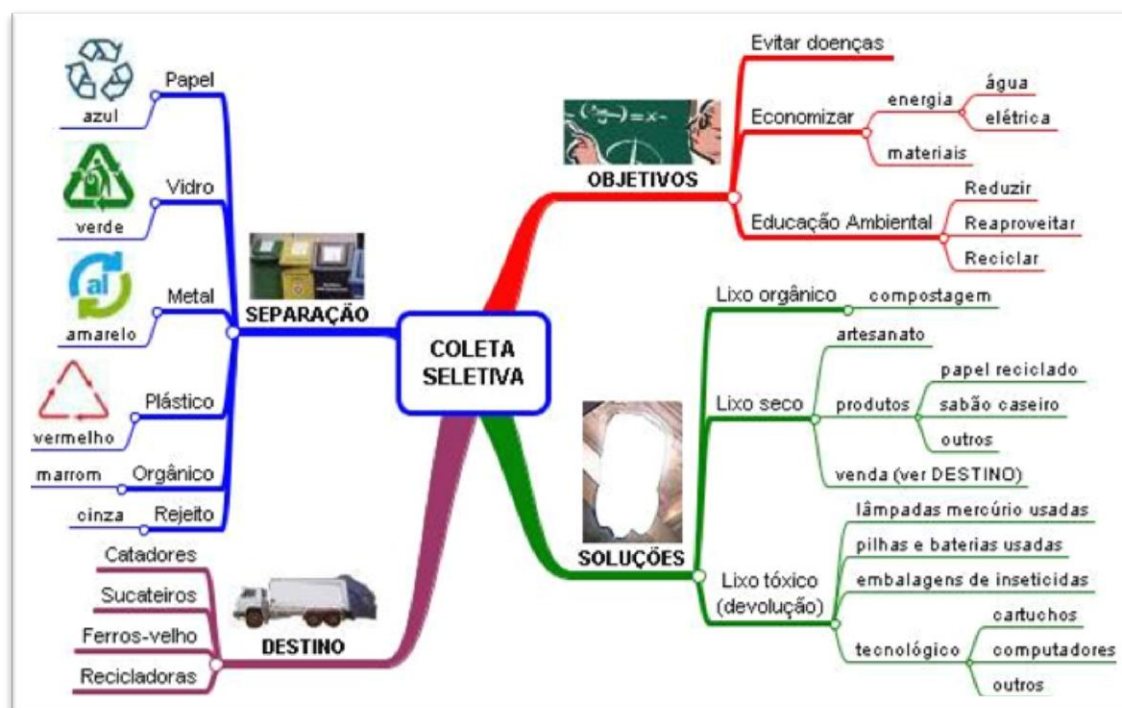 COLETA
SELETIVA
OBJETIVOS
Evitar doenças
Economizar
energia
água
elétrica
materiais
Educação Ambiental
Reduzir
Reaproveitar
Reciclar
SOLUÇÕES
Lixo orgânico
compostagem
Lixo seco
artesanato
produtos
papel reciclado
sabão caseiro
outros
venda (ver DESTINO)
Lixo tóxico
(devolução)
lâmpadas mercúrio usadas
pilhas e baterias usadas
embalagens de inseticidas
tecnológico
cartuchos
computadores
outros
DESTINO
Catadores
Sucateiros
Ferros-velho
Recicladoras
SEPARAÇÃO
Papel
azul
Vidro
verde
Metal
al
amarelo
Plástico
vermelho
Orgânico
marrom
Rejeito
cinza